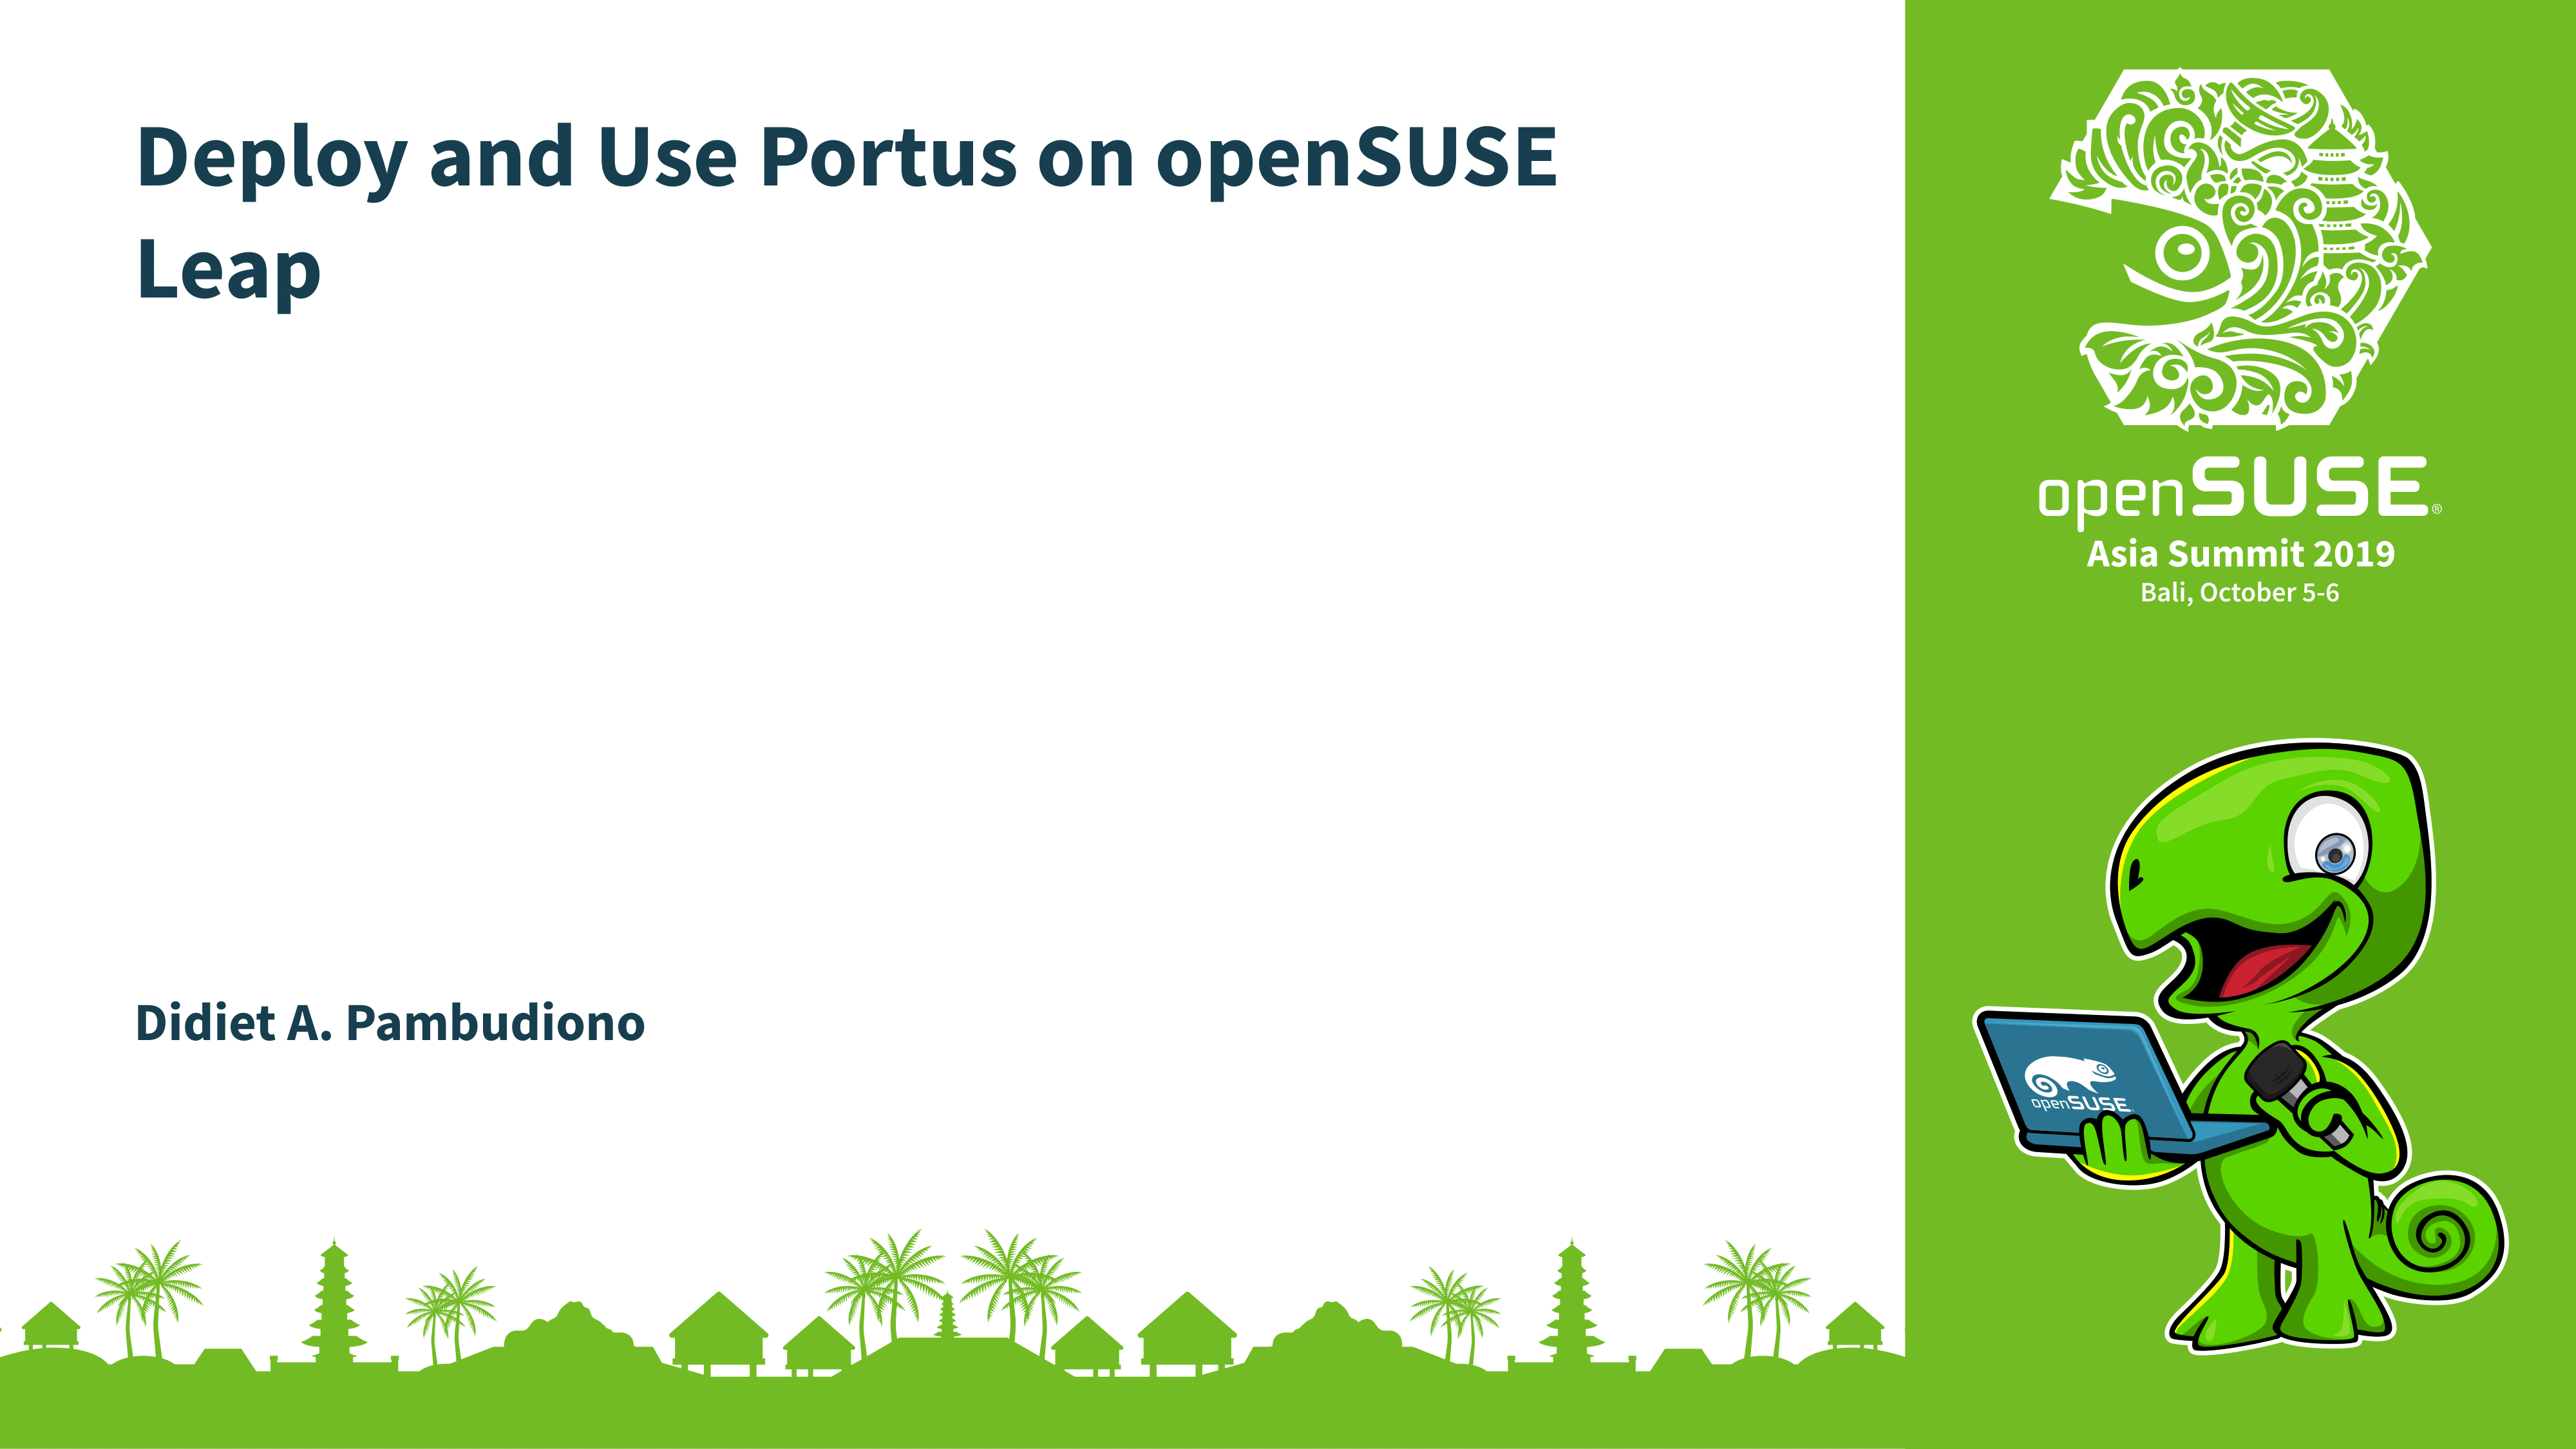 Deploy and Use Portus on openSUSE
Leap
Didiet A. Pambudiono
openSUSE®
Asia Summit 2019
Bali, October 5-6
openSUSE